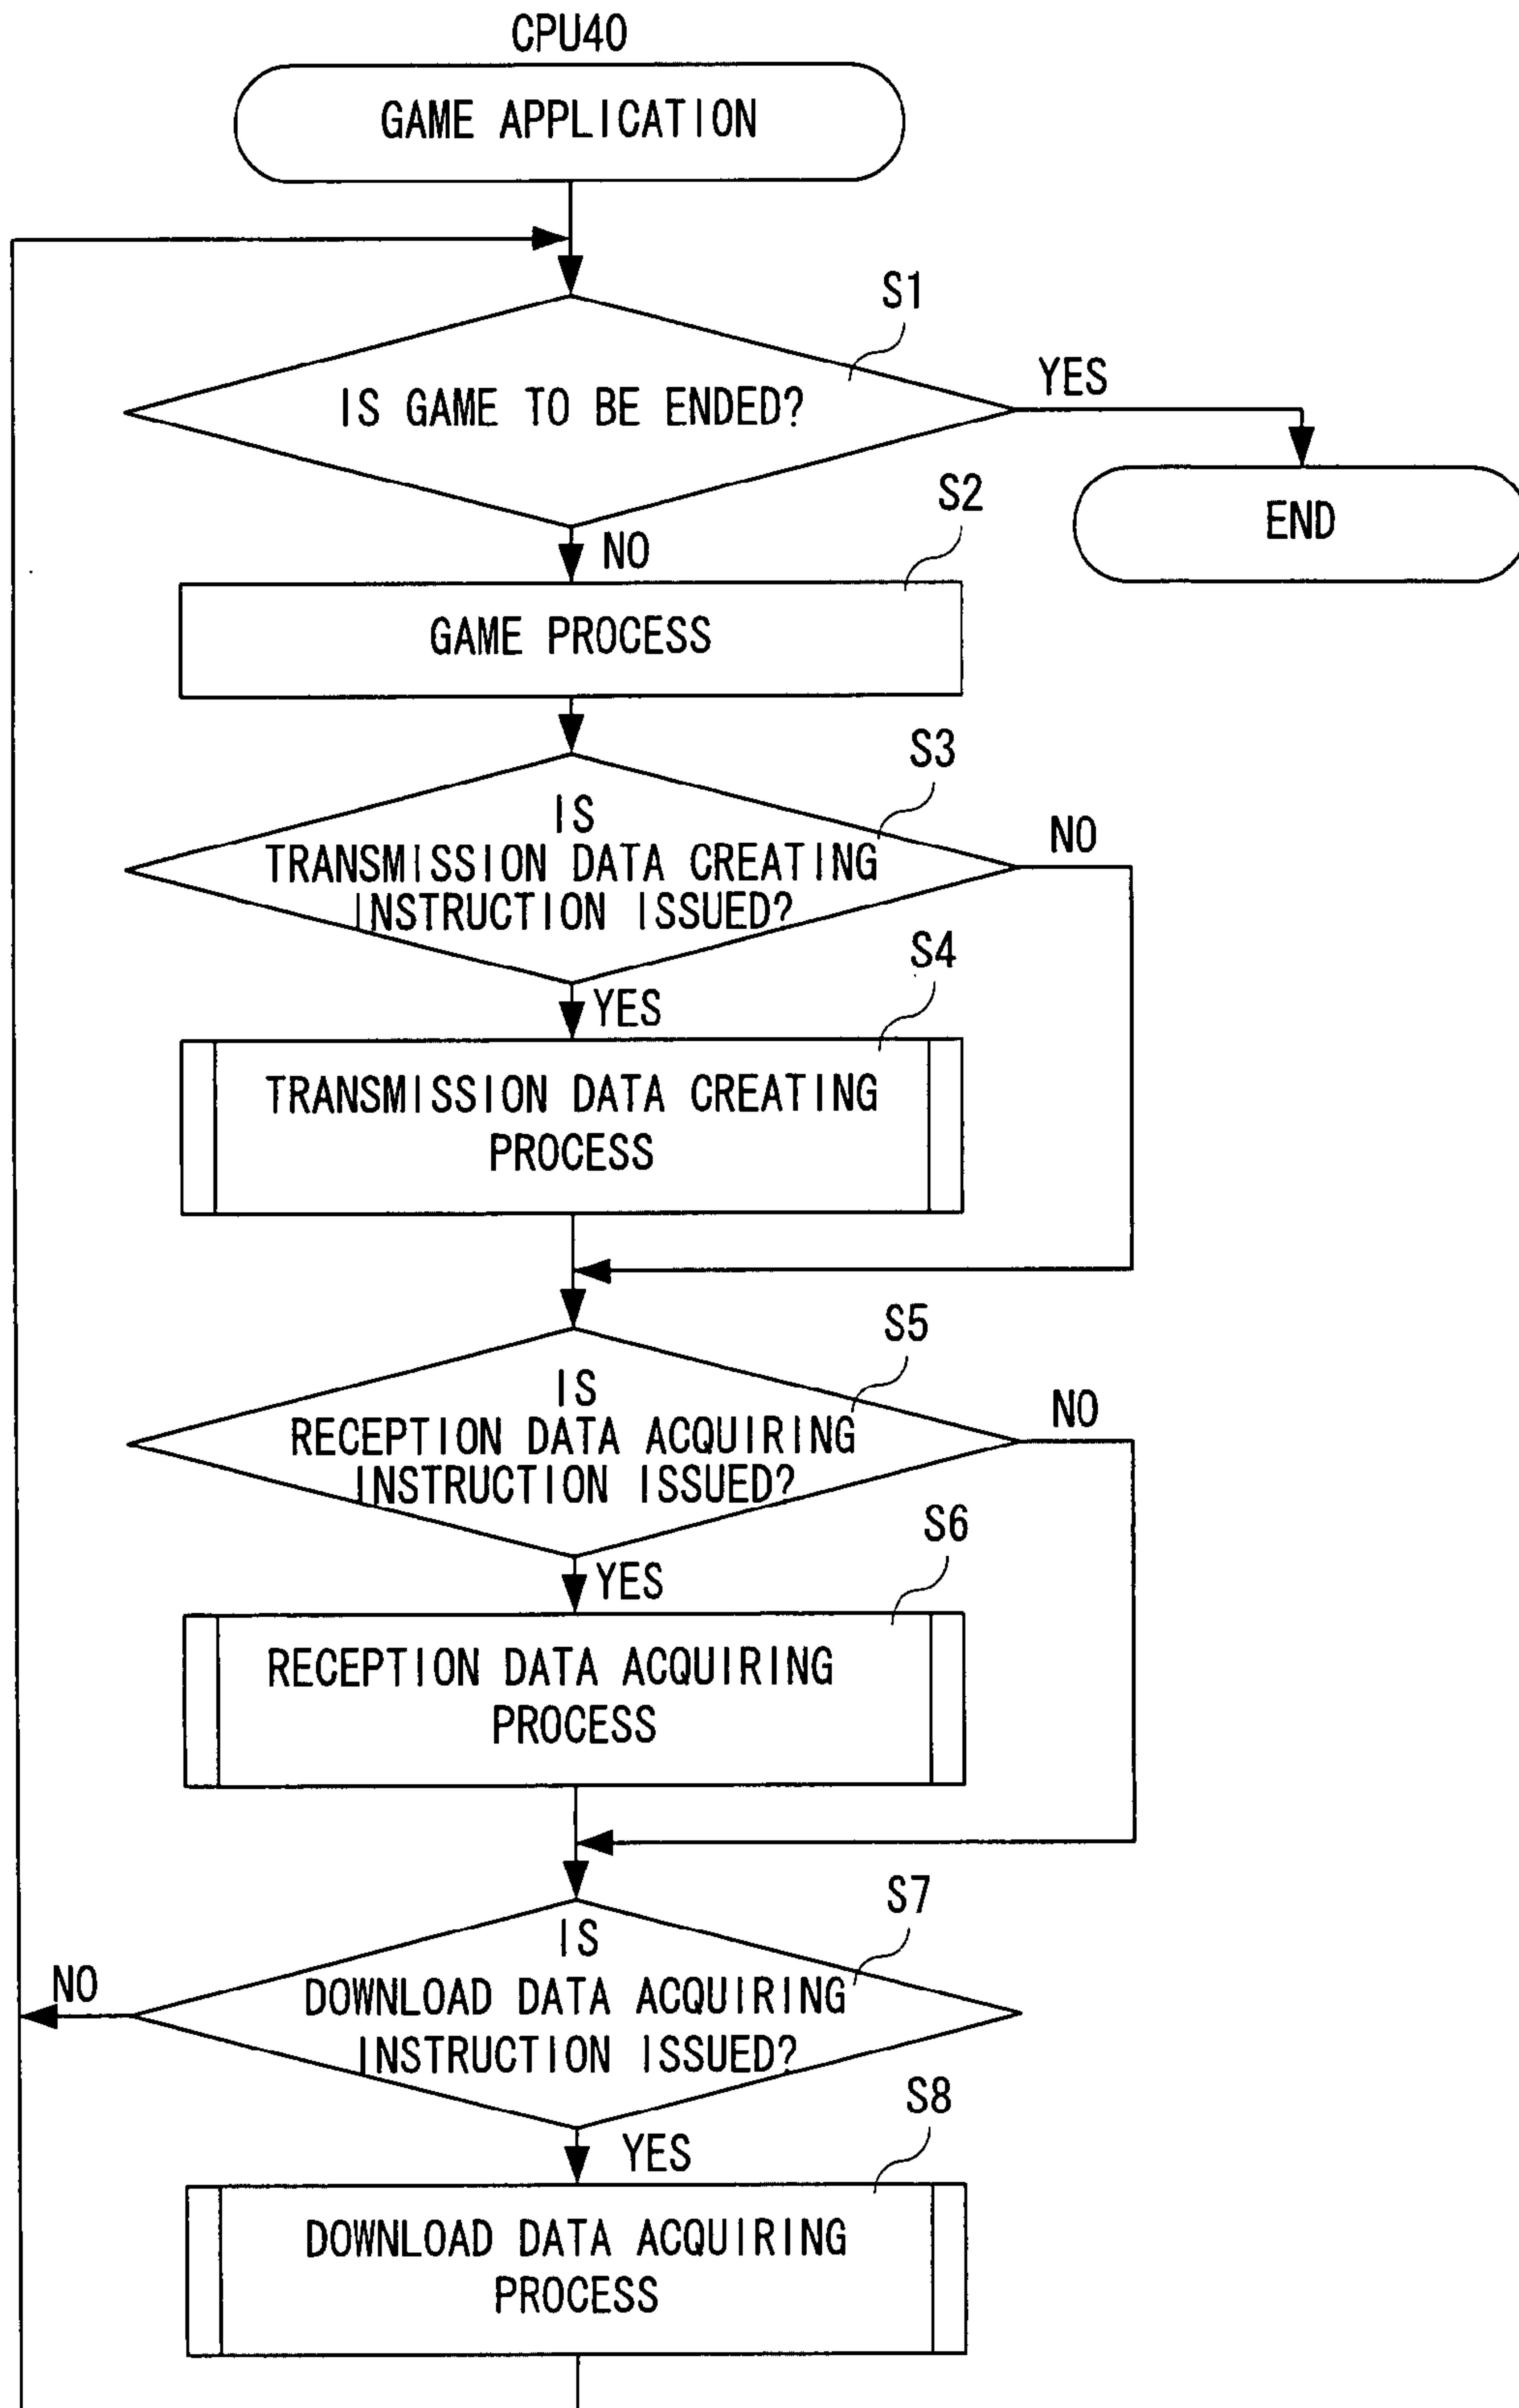 CPU40
GAME APPLICATION
S1
IS GAME TO BE ENDED?
YES
END
NO
S2
GAME PROCESS
S3
IS
TRANSMISSION DATA CREATING
INSTRUCTION ISSUED?
NO
YES
S4
TRANSMISSION DATA CREATING
PROCESS
S5
IS
RECEPTION DATA ACQUIRING
INSTRUCTION ISSUED?
NO
YES
S6
RECEPTION DATA ACQUIRING
PROCESS
S7
IS
DOWNLOAD DATA ACQUIRING
INSTRUCTION ISSUED?
NO
YES
S8
DOWNLOAD DATA ACQUIRING
PROCESS